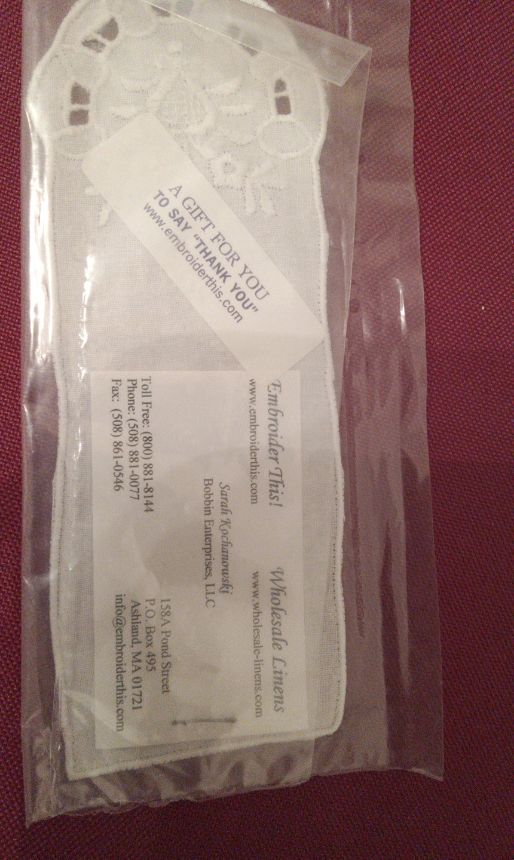 A GIFT FOR YOU
TO SAY "THANK YOU"
www.embroiderthis.com
Embroider This!
www.embroiderthis.com
Wholesale Linens
www.wholesale-linens.com
Sarah Kochanowski
Bobbin Enterprises, LLC
Toll Free: (800) 881-8144
Phone: (508) 881-0077
Fax: (508) 861-0546
158A Pond Street
P.O. Box 495
Ashland, MA 01721
info@embroiderthis.com